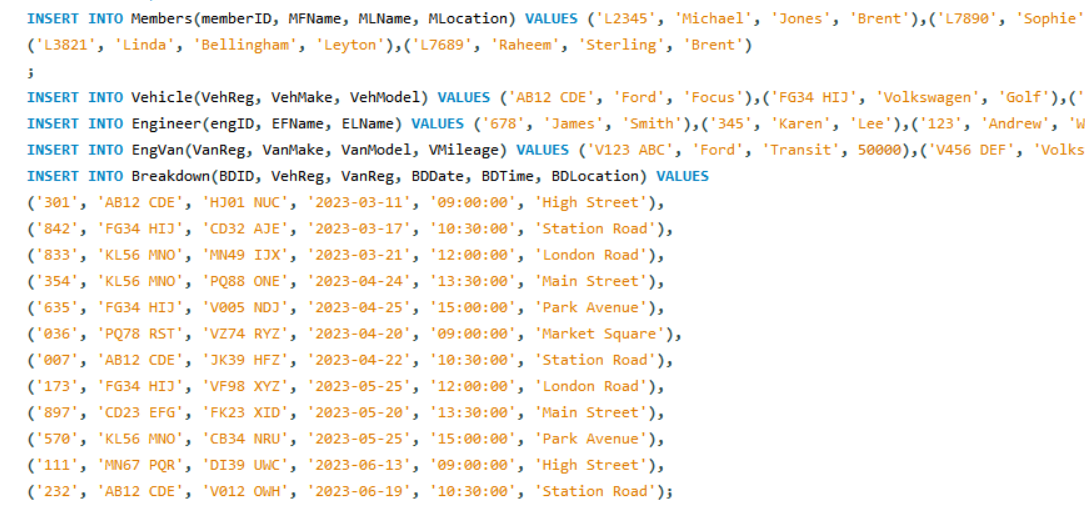 INSERT INTO Members(memberID, MFName, MLName, MLocation) VALUES ('L2345', 'Michael', 'Jones', 'Brent'),('L7890', 'Sophie'
('L3821', 'Linda', 'Bellingham', 'Leyton'),('L7689', 'Raheem', 'Sterling', 'Brent')
;
INSERT INTO Vehicle(VehReg, VehMake, VehModel) VALUES ('AB12 CDE', 'Ford', 'Focus'),('FG34 HIJ', 'Volkswagen', 'Golf'),('
INSERT INTO Engineer(engID, EFName, ELName) VALUES ('678', 'James', 'Smith'),('345', 'Karen', 'Lee'),('123', 'Andrew', 'W
INSERT INTO EngVan(VanReg, VanMake, VanModel, VMileage) VALUES ('V123 ABC', 'Ford', 'Transit', 50000),('V456 DEF', 'Volks
INSERT INTO Breakdown(BDID, VehReg, VanReg, BDDate, BDTime, BDLocation) VALUES
('301', 'AB12 CDE', 'HJ01 NUC', '2023-03-11', '09:00:00', 'High Street'),
('842', 'FG34 HIJ', 'CD32 AJE', '2023-03-17', '10:30:00', 'Station Road'),
('833', 'KL56 MNO', 'MN49 IJX', '2023-03-21', '12:00:00', 'London Road'),
('354', 'KL56 MNO', 'PQ88 ONE', '2023-04-24', '13:30:00', 'Main Street'),
('635', 'FG34 HIJ', 'V005 NDJ', '2023-04-25', '15:00:00', 'Park Avenue'),
('036', 'PQ78 RST', 'VZ74 RYZ', '2023-04-20', '09:00:00', 'Market Square'),
('007', 'AB12 CDE', 'JK39 HFZ', '2023-04-22', '10:30:00', 'Station Road'),
('173', 'FG34 HIJ', 'VF98 XYZ', '2023-05-25', '12:00:00', 'London Road'),
('897', 'CD23 EFG', 'FK23 XID', '2023-05-20', '13:30:00', 'Main Street'),
('570', 'KL56 MNO', 'CB34 NRU', '2023-05-25', '15:00:00', 'Park Avenue'),
('111', 'MN67 PQR', 'DI39 UWC', '2023-06-13', '09:00:00', 'High Street'),
('232', 'AB12 CDE', 'V012 OWH', '2023-06-19', '10:30:00', 'Station Road');